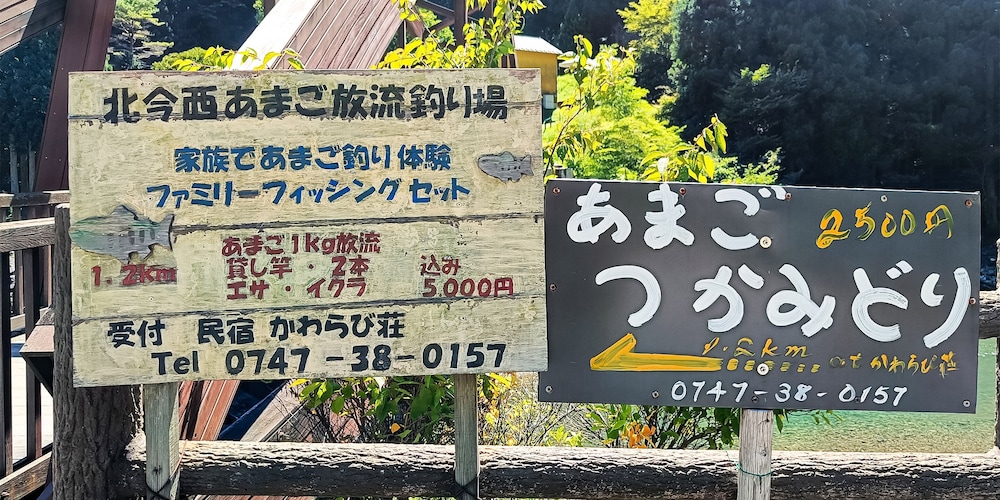 北今西あまご放流釣り場
家族であまご釣り体験
ファミリーフィッシングセット
1.2km
あまご1kg放流
貸し竿・2本 込み
エサ・イクラ 5000円
受付 民宿 かわらび荘
Tel 0747-38-0157
あまご 2500円
つかみどり
1.2km
at かわらび荘
0747-38-0157